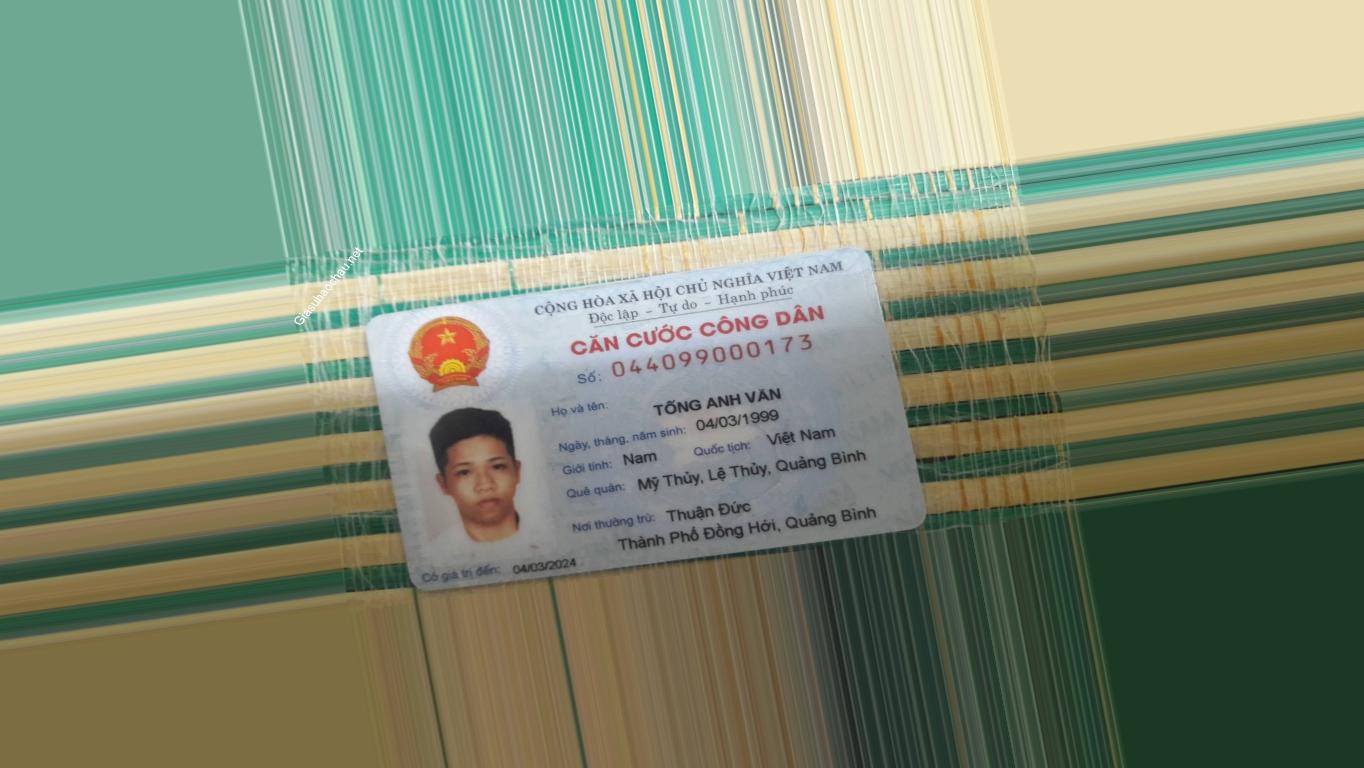 Giasubaochau.net
CỘNG HÒA XÃ HỘI CHỦ NGHĨA VIỆT NAM
Độc lập – Tự do – Hạnh phúc
CĂN CƯỚC CÔNG DÂN
Số: 044099000173
Họ và tên: TỐNG ANH VĂN
Ngày, tháng, năm sinh: 04/03/1999
Giới tính: Nam Quốc tịch: Việt Nam
Quê quán: Mỹ Thủy, Lệ Thủy, Quảng Bình
Nơi thường trú: Thuận Đức
Thành Phố Đồng Hới, Quảng Bình
Có giá trị đến: 04/03/2024